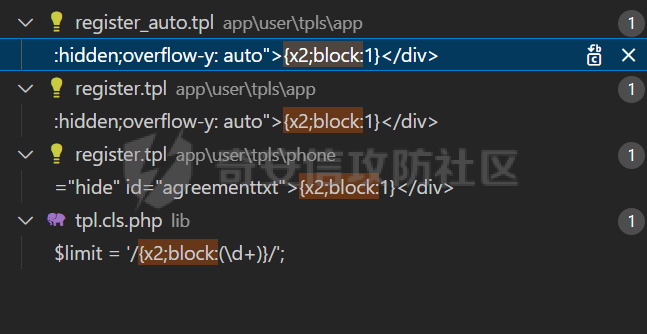 register_auto.tpl app\user\tpls\app 1
:hidden;overflow-y: auto">{x2;block:1}</div>
register.tpl app\user\tpls\app 1
:hidden;overflow-y: auto">{x2;block:1}</div>
register.tpl app\user\tpls\phone 1
="hide" id="agreementtxt">{x2;block:1}</div>
tpl.cls.php lib 1
$limit = '/{x2;block:(\d+)}/';
奇安信攻防社区